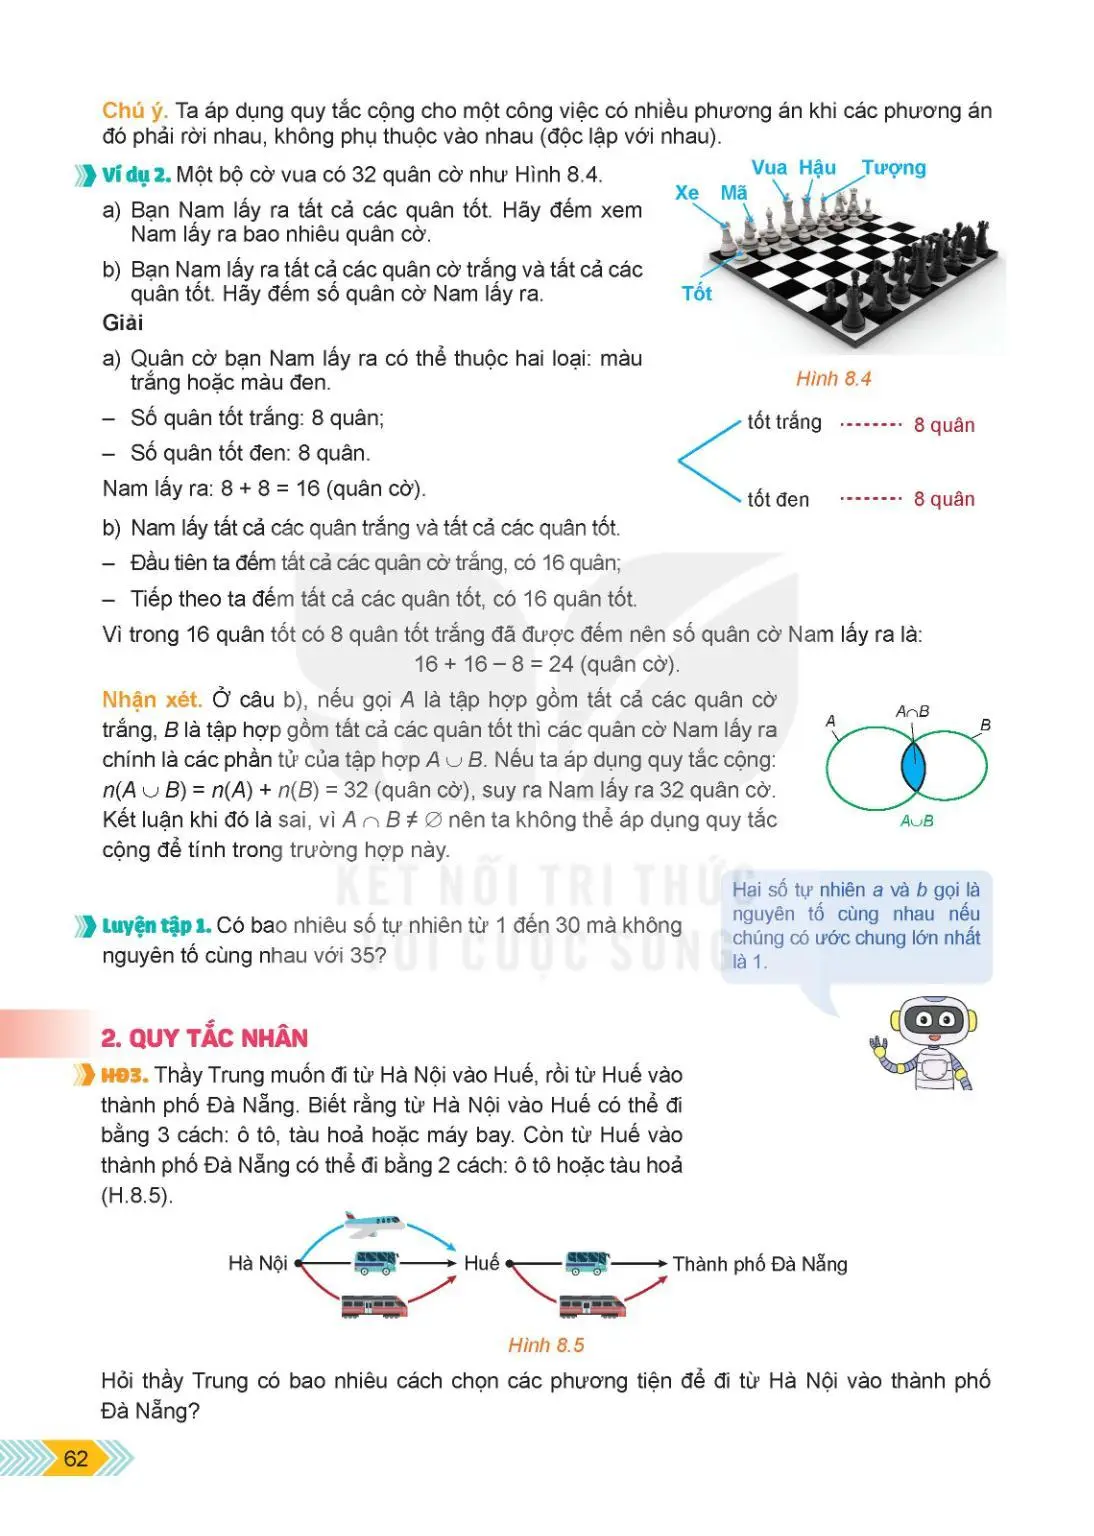 Chú ý. Ta áp dụng quy tắc cộng cho một công việc có nhiều phương án khi các phương án
đó phải rời nhau, không phụ thuộc vào nhau (độc lập với nhau).
Ví dụ 2. Một bộ cờ vua có 32 quân cờ như Hình 8.4.
a) Bạn Nam lấy ra tất cả các quân tốt. Hãy đếm xem
Nam lấy ra bao nhiêu quân cờ.
b) Bạn Nam lấy ra tất cả các quân cờ trắng và tất cả các
quân tốt. Hãy đếm số quân cờ Nam lấy ra.
Vua Hậu Tượng
Xe Mã
Tốt
Hình 8.4
Giải
a) Quân cờ bạn Nam lấy ra có thể thuộc hai loại: màu
trắng hoặc màu đen.
– Số quân tốt trắng: 8 quân;
– Số quân tốt đen: 8 quân.
Nam lấy ra: 8 + 8 = 16 (quân cờ).
tốt trắng 8 quân
tốt đen 8 quân
b) Nam lấy tất cả các quân trắng và tất cả các quân tốt.
– Đầu tiên ta đếm tất cả các quân cờ trắng, có 16 quân;
– Tiếp theo ta đếm tất cả các quân tốt, có 16 quân tốt.
Vì trong 16 quân tốt có 8 quân tốt trắng đã được đếm nên số quân cờ Nam lấy ra là:
16 + 16 – 8 = 24 (quân cờ).
Nhận xét. Ở câu b), nếu gọi A là tập hợp gồm tất cả các quân cờ
trắng, B là tập hợp gồm tất cả các quân tốt thì các quân cờ Nam lấy ra
chính là các phần tử của tập hợp A ∪ B. Nếu ta áp dụng quy tắc cộng:
n(A ∪ B) = n(A) + n(B) = 32 (quân cờ), suy ra Nam lấy ra 32 quân cờ.
Kết luận khi đó là sai, vì A ∩ B ≠ ∅ nên ta không thể áp dụng quy tắc
cộng để tính trong trường hợp này.
A A∩B B
A∪B
KẾT NỐI TRI THỨC
VỚI CUỘC SỐNG
Luyện tập 1. Có bao nhiêu số tự nhiên từ 1 đến 30 mà không
nguyên tố cùng nhau với 35?
Hai số tự nhiên a và b gọi là
nguyên tố cùng nhau nếu
chúng có ước chung lớn nhất
là 1.
2. QUY TẮC NHÂN
HĐ3. Thầy Trung muốn đi từ Hà Nội vào Huế, rồi từ Huế vào
thành phố Đà Nẵng. Biết rằng từ Hà Nội vào Huế có thể đi
bằng 3 cách: ô tô, tàu hoả hoặc máy bay. Còn từ Huế vào
thành phố Đà Nẵng có thể đi bằng 2 cách: ô tô hoặc tàu hoả
(H.8.5).
Hà Nội Huế Thành phố Đà Nẵng
Hình 8.5
Hỏi thầy Trung có bao nhiêu cách chọn các phương tiện để đi từ Hà Nội vào thành phố
Đà Nẵng?
62